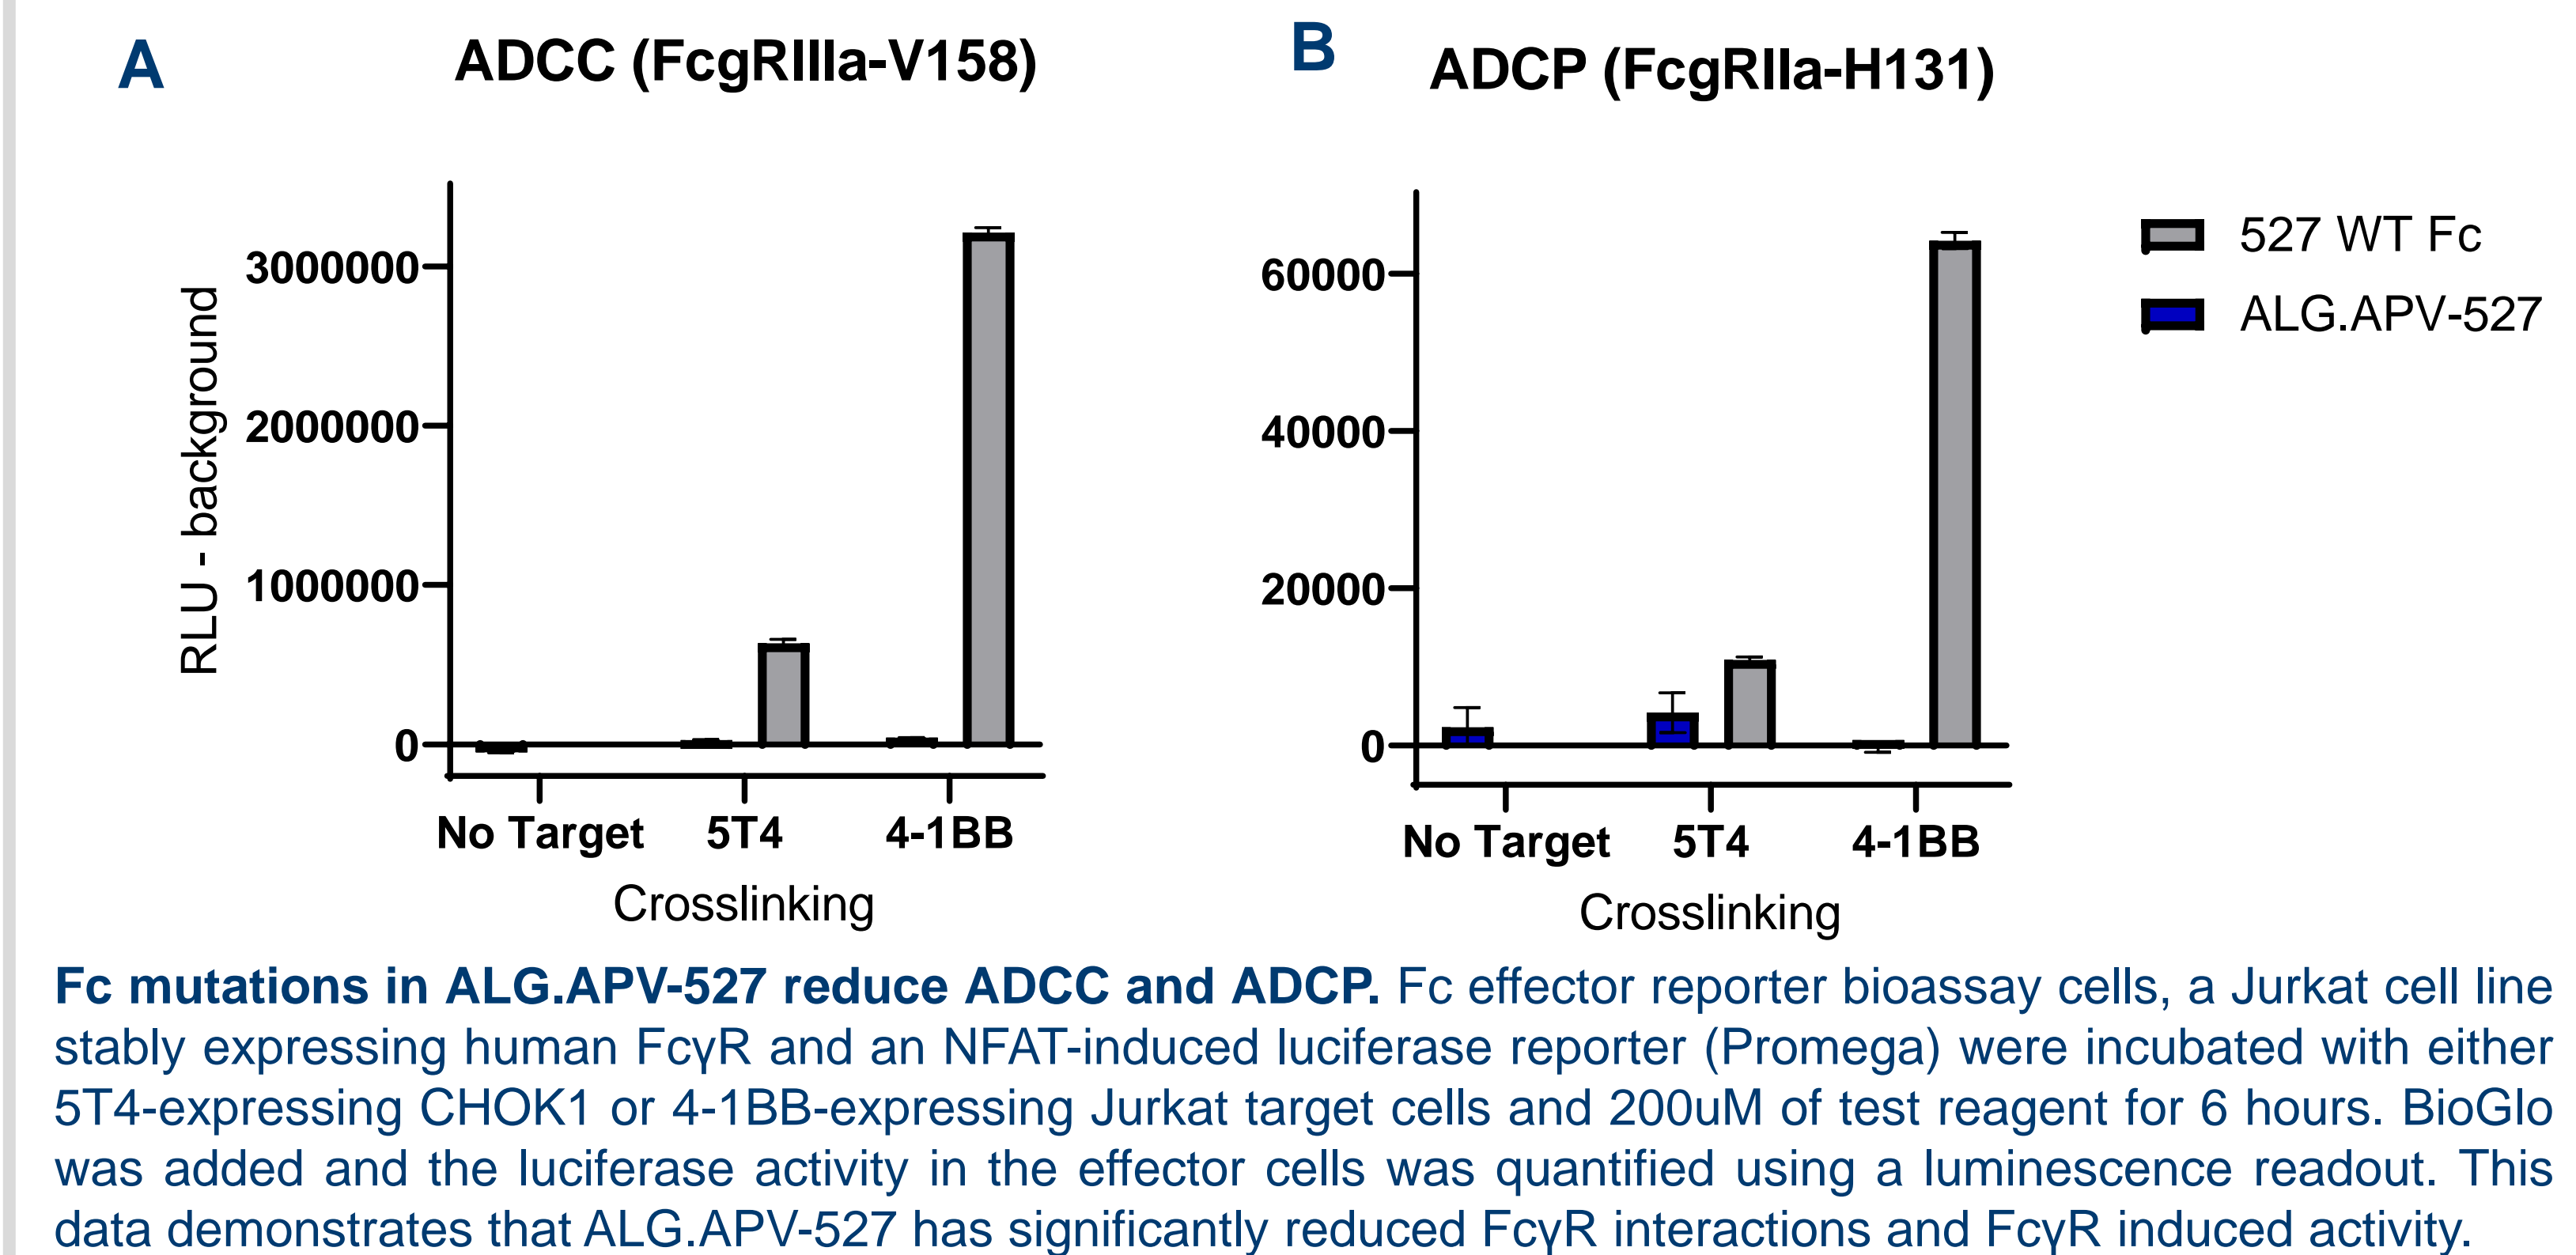 A
ADCC (FcgRIIIa-V158)
RLU - background
3000000
2000000
1000000
0
No Target
5T4
4-1BB
Crosslinking
B
ADCP (FcgRIIa-H131)
60000
40000
20000
0
No Target
5T4
4-1BB
Crosslinking
527 WT Fc
ALG.APV-527
Fc mutations in ALG.APV-527 reduce ADCC and ADCP. Fc effector reporter bioassay cells, a Jurkat cell line
stably expressing human FcγR and an NFAT-induced luciferase reporter (Promega) were incubated with either
5T4-expressing CHOK1 or 4-1BB-expressing Jurkat target cells and 200uM of test reagent for 6 hours. BioGlo
was added and the luciferase activity in the effector cells was quantified using a luminescence readout. This
data demonstrates that ALG.APV-527 has significantly reduced FcγR interactions and FcγR induced activity.